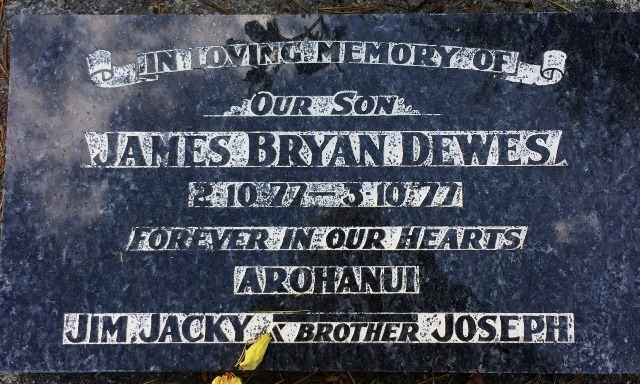 IN LOVING MEMORY OF
OUR SON
JAMES BRYAN DEWES
2·10·77—3·10·77
FOREVER IN OUR HEARTS
AROHANUI
JIM. JACKY & BROTHER JOSEPH